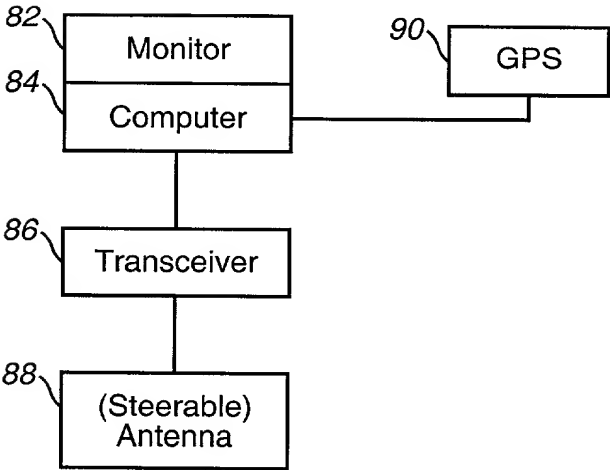 82
Monitor
90
GPS
84
Computer
86
Transceiver
88
(Steerable)
Antenna